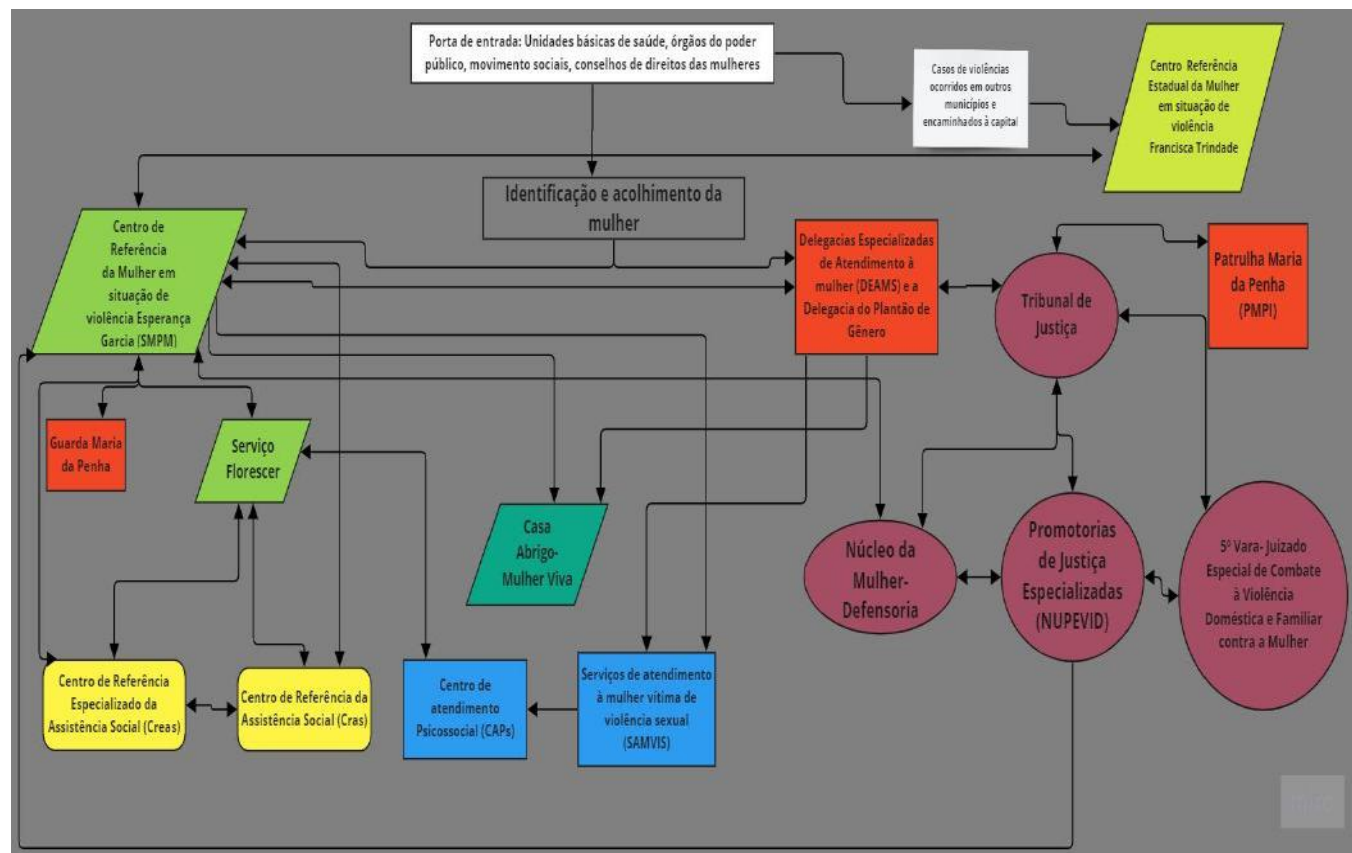 Porta de entrada: Unidades básicas de saúde, órgãos do poder
público, movimento sociais, conselhos de direitos das mulheres
Casos de violências
ocorridos em outros
municípios e
encaminhados à capital
Centro Referência
Estadual da Mulher
em situação de
violência
Francisca Trindade
Identificação e acolhimento da
mulher
Centro de
Referência
da Mulher em
situação de
violência Esperança
Garcia (SMPM)
Delegacias Especializadas
de Atendimento à
mulher (DEAMS) e a
Delegacia do Plantão de
Gênero
Tribunal de
Justiça
Patrulha Maria
da Penha
(PMPI)
Guarda Maria
da Penha
Serviço
Florescer
Casa
Abrigo-
Mulher Viva
Núcleo da
Mulher-
Defensoria
Promotorias
de Justiça
Especializadas
(NUPEVID)
5º Vara- Juizado
Especial de Combate
à Violência
Doméstica e Familiar
contra a Mulher
Centro de Referência
Especializado da
Assistência Social (Creas)
Centro de Referência da
Assistência Social (Cras)
Centro de
atendimento
Psicossocial (CAPs)
Serviços de atendimento
à mulher vítima de
violência sexual
(SAMVIS)
miro